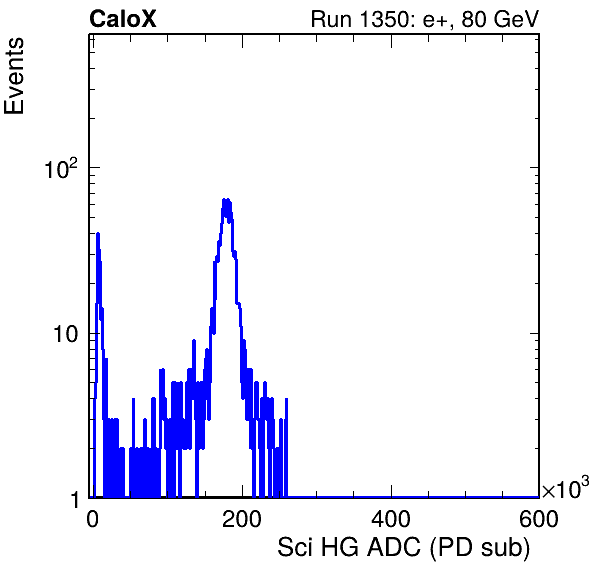 CaloX Run 1350: e+, 80 GeV
Events
10²
10
1
0 200 400 600
×10³
Sci HG ADC (PD sub)